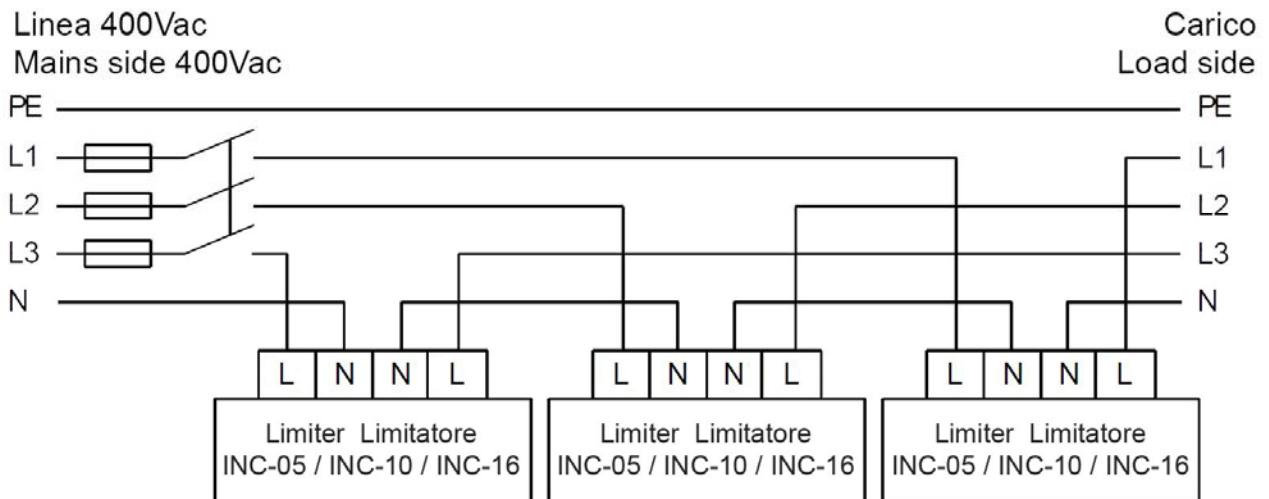 Linea 400Vac
Mains side 400Vac
Carico
Load side
PE PE
L1 L1
L2 L2
L3 L3
N N
L N N L L N N L L N N L
Limiter Limitatore
INC-05 / INC-10 / INC-16
Limiter Limitatore
INC-05 / INC-10 / INC-16
Limiter Limitatore
INC-05 / INC-10 / INC-16